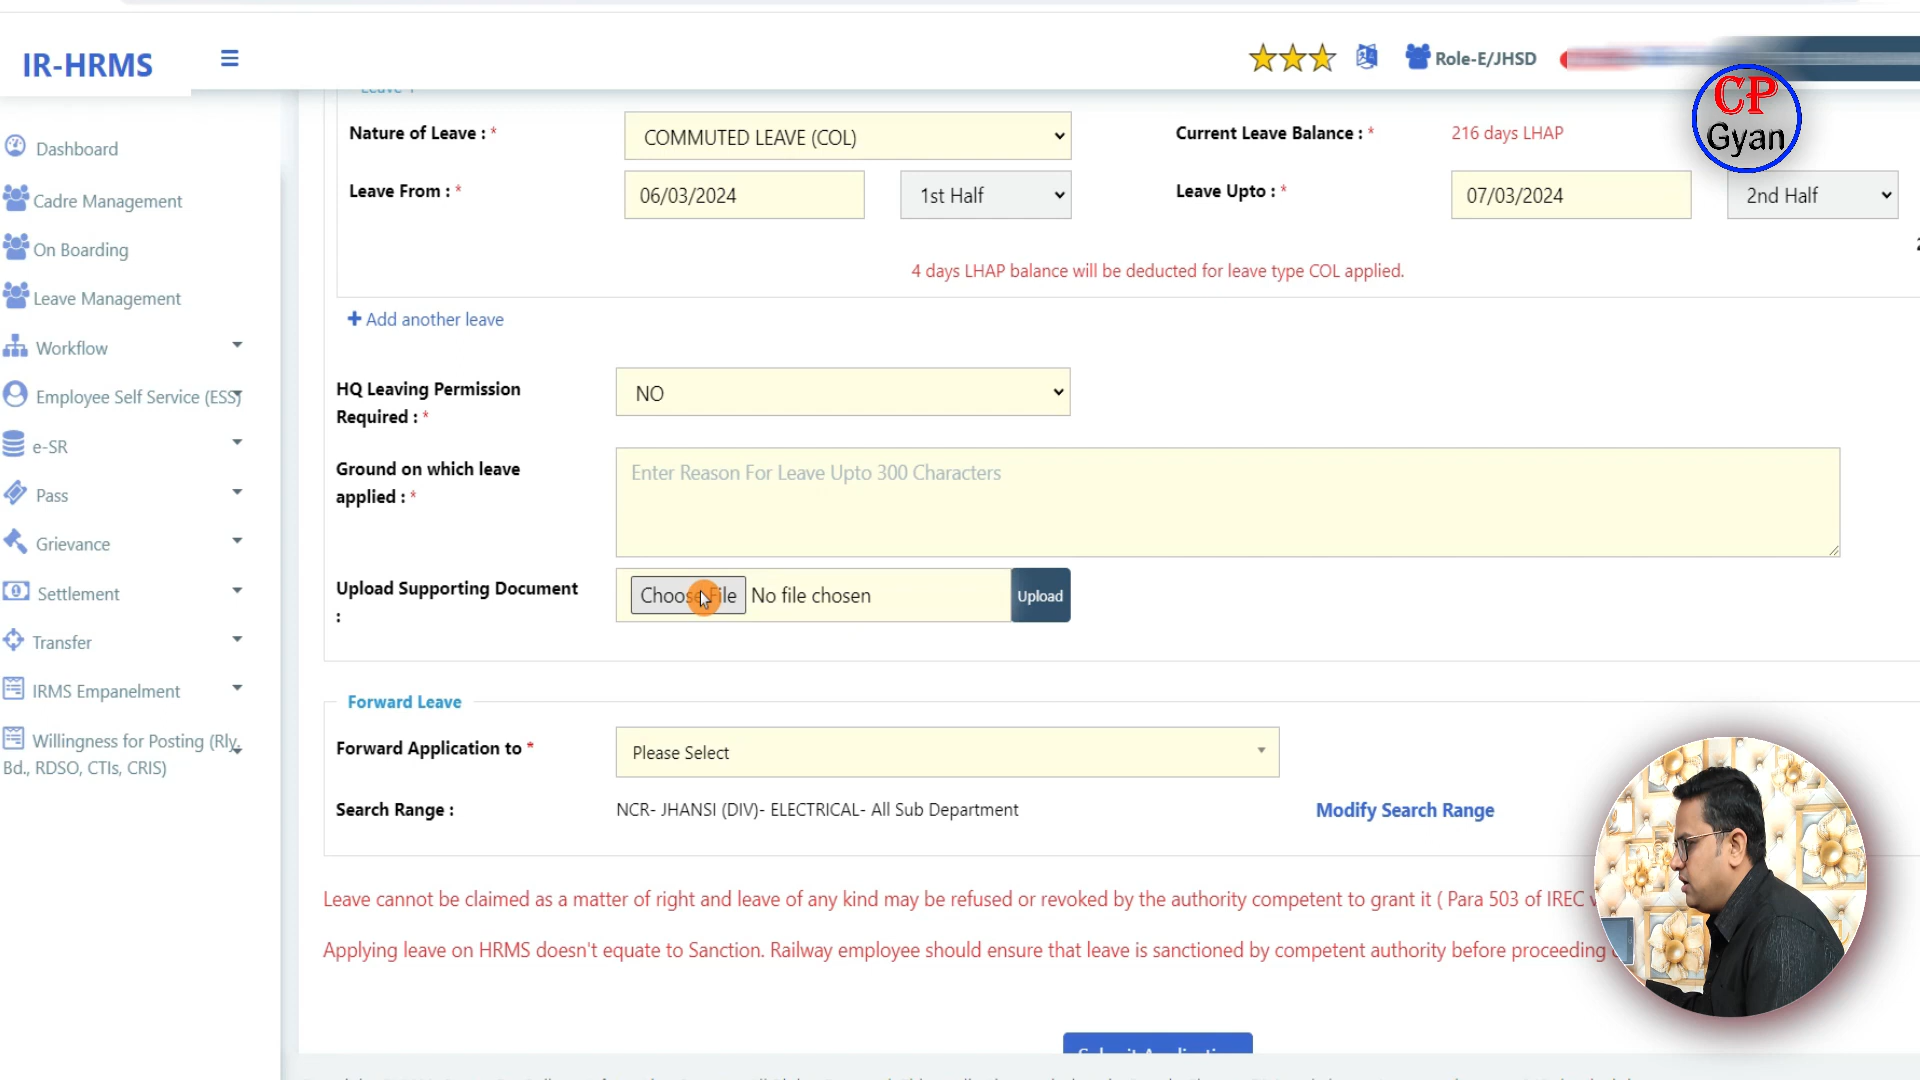 IR-HRMS
Role-E/JHSD
CP
Gyan
Dashboard
Cadre Management
On Boarding
Leave Management
Workflow
Employee Self Service (ESS)
e-SR
Pass
Grievance
Settlement
Transfer
IRMS Empanelment
Willingness for Posting (Rly.
Bd., RDSO, CTIs, CRIS)
Nature of Leave : *
COMMUTED LEAVE (COL)
Current Leave Balance : *
216 days LHAP
Leave From : *
06/03/2024
1st Half
Leave Upto : *
07/03/2024
2nd Half
4 days LHAP balance will be deducted for leave type COL applied.
Add another leave
HQ Leaving Permission
Required : *
NO
Ground on which leave
applied : *
Enter Reason For Leave Upto 300 Characters
Upload Supporting Document
:
Choose File
No file chosen
Upload
Forward Leave
Forward Application to *
Please Select
Search Range :
NCR- JHANSI (DIV)- ELECTRICAL- All Sub Department
Modify Search Range
Leave cannot be claimed as a matter of right and leave of any kind may be refused or revoked by the authority competent to grant it ( Para 503 of IREC
Applying leave on HRMS doesn't equate to Sanction. Railway employee should ensure that leave is sanctioned by competent authority before proceeding